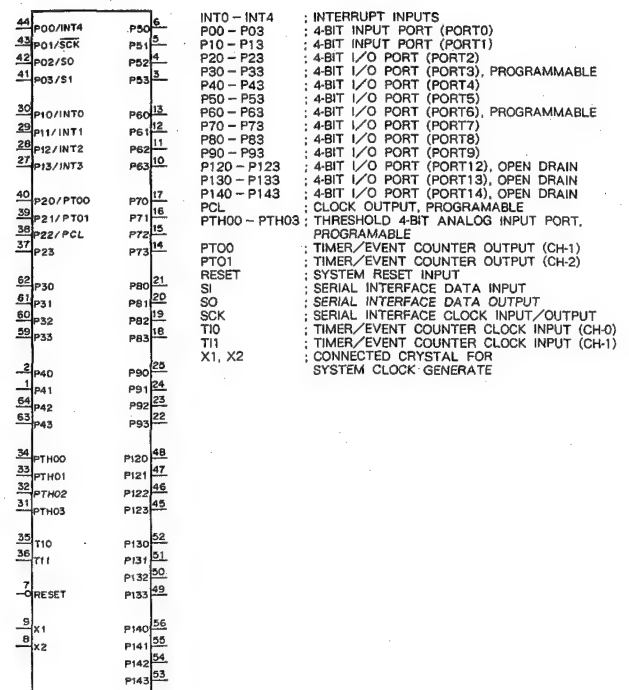 44 P00/INT4 P50 6
43 P01/SCK P51 5
42 P02/SO P52 4
41 P03/S1 P53 3
30 P10/INT0 P60 13
29 P11/INT1 P61 12
28 P12/INT2 P62 11
27 P13/INT3 P63 10
40 P20/PT00 P70 17
39 P21/PT01 P71 16
38 P22/PCL P72 15
37 P23 P73 14
62 P30 P80 21
61 P31 P81 20
60 P32 P82 19
59 P33 P83 18
2 P40 P90 25
1 P41 P91 24
64 P42 P92 23
63 P43 P93 22
34 PTH00 P120 48
33 PTH01 P121 47
32 PTH02 P122 46
31 PTH03 P123 45
35 T10 P130 52
36 T11 P131 51
P132 50
7 RESET P133 49
9 X1 P140 56
8 X2 P141 55
P142 54
P143 53
INT0 – INT4 ; INTERRUPT INPUTS
P00 – P03 ; 4-BIT INPUT PORT (PORT0)
P10 – P13 ; 4-BIT INPUT PORT (PORT1)
P20 – P23 ; 4-BIT I/O PORT (PORT2)
P30 – P33 ; 4-BIT I/O PORT (PORT3), PROGRAMMABLE
P40 – P43 ; 4-BIT I/O PORT (PORT4)
P50 – P53 ; 4-BIT I/O PORT (PORT5)
P60 – P63 ; 4-BIT I/O PORT (PORT6), PROGRAMMABLE
P70 – P73 ; 4-BIT I/O PORT (PORT7)
P80 – P83 ; 4-BIT I/O PORT (PORT8)
P90 – P93 ; 4-BIT I/O PORT (PORT9)
P120 – P123 ; 4-BIT I/O PORT (PORT12), OPEN DRAIN
P130 – P133 ; 4-BIT I/O PORT (PORT13), OPEN DRAIN
P140 – P143 ; 4-BIT I/O PORT (PORT14), OPEN DRAIN
PCL ; CLOCK OUTPUT, PROGRAMABLE
PTH00 – PTH03 ; THRESHOLD 4-BIT ANALOG INPUT PORT,
PROGRAMABLE
PT00 ; TIMER/EVENT COUNTER OUTPUT (CH-1)
PTO1 ; TIMER/EVENT COUNTER OUTPUT (CH-2)
RESET ; SYSTEM RESET INPUT
SI ; SERIAL INTERFACE DATA INPUT
SO ; SERIAL INTERFACE DATA OUTPUT
SCK ; SERIAL INTERFACE CLOCK INPUT/OUTPUT
TI0 ; TIMER/EVENT COUNTER CLOCK INPUT (CH-0)
TI1 ; TIMER/EVENT COUNTER CLOCK INPUT (CH-1)
X1, X2 ; CONNECTED CRYSTAL FOR
SYSTEM CLOCK GENERATE